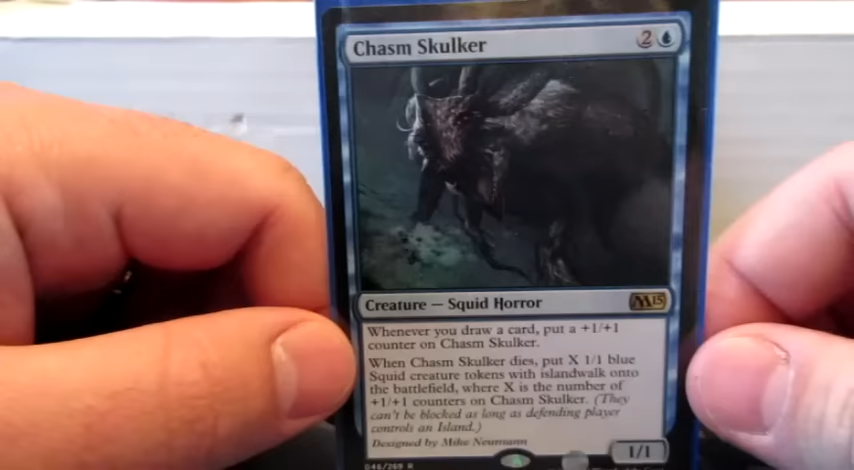 Chasm Skulker 2
Creature — Squid Horror M15
Whenever you draw a card, put a +1/+1
counter on Chasm Skulker.
When Chasm Skulker dies, put X 1/1 blue
Squid creature tokens with islandwalk onto
the battlefield, where X is the number of
+1/+1 counters on Chasm Skulker. (They
can't be blocked as long as defending player
controls an Island.)
Designed by Mike Neumann
1/1
046/269 R